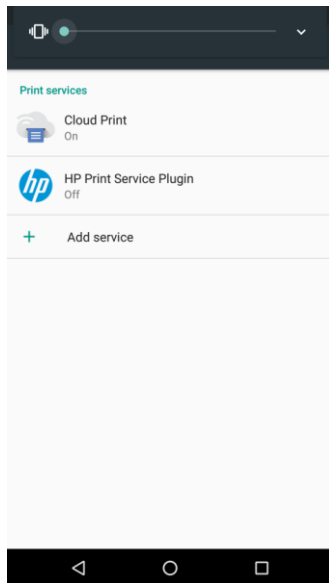 Print services
Cloud Print
On
hp
HP Print Service Plugin
Off
+ Add service